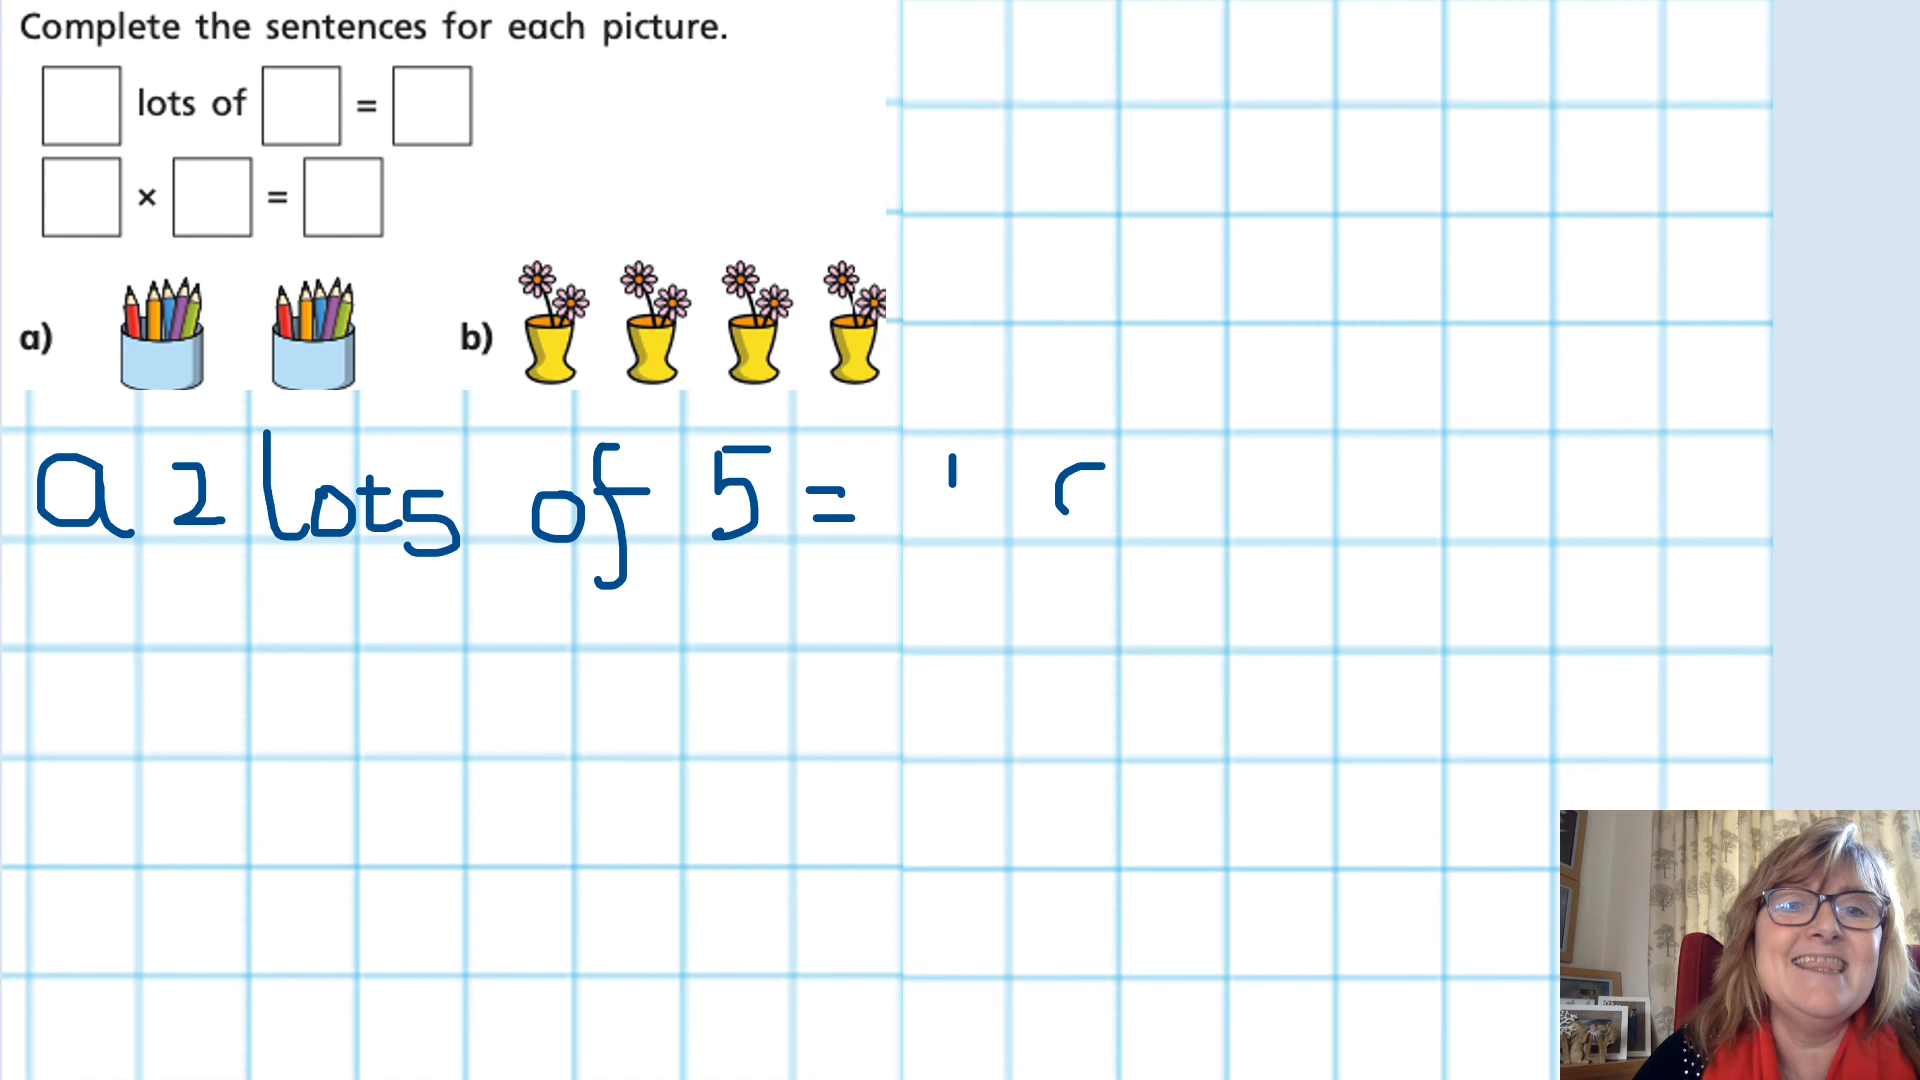 Complete the sentences for each picture.
lots of =
× =
a) b)
a 2 lots of 5 =